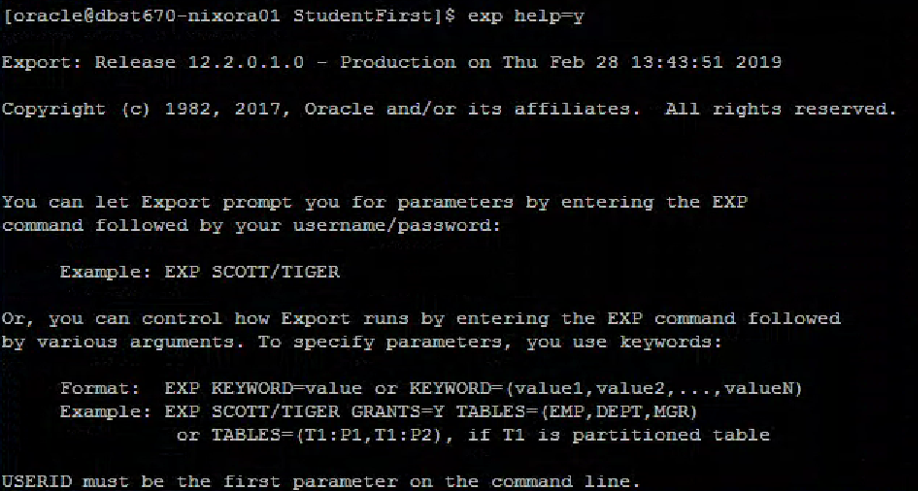 [oracle@dbst670-nixora01 StudentFirst]$ exp help=y
Export: Release 12.2.0.1.0 - Production on Thu Feb 28 13:43:51 2019
Copyright (c) 1982, 2017, Oracle and/or its affiliates.  All rights reserved.
You can let Export prompt you for parameters by entering the EXP
command followed by your username/password:
Example: EXP SCOTT/TIGER
Or, you can control how Export runs by entering the EXP command followed
by various arguments. To specify parameters, you use keywords:
Format:  EXP KEYWORD=value or KEYWORD=(value1,value2,...,valueN)
Example: EXP SCOTT/TIGER GRANTS=Y TABLES=(EMP,DEPT,MGR)
or TABLES=(T1:P1,T1:P2), if T1 is partitioned table
USERID must be the first parameter on the command line.